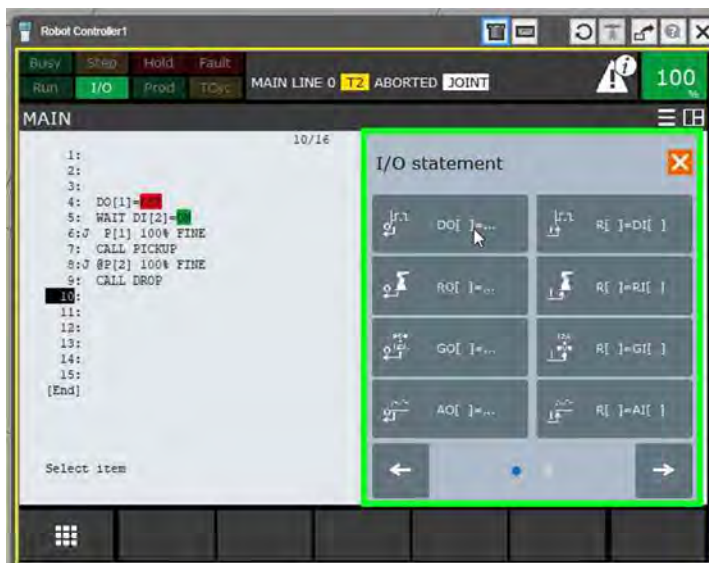 Robot Controller1
Busy Step Hold Fault
Run I/O Prod TCyc
MAIN LINE 0 T2 ABORTED JOINT
100
%
MAIN
10/16
1:
2:
3:
4: DO[1]=OFF
5: WAIT DI[2]=ON
6:J P[1] 100% FINE
7: CALL PICKUP
8:J @P[2] 100% FINE
9: CALL DROP
10:
11:
12:
13:
14:
15:
[End]
Select item
I/O statement
DO[ ]=...
R[ ]=DI[ ]
RO[ ]=...
R[ ]=RI[ ]
GO[ ]=...
R[ ]=GI[ ]
AO[ ]=...
R[ ]=AI[ ]